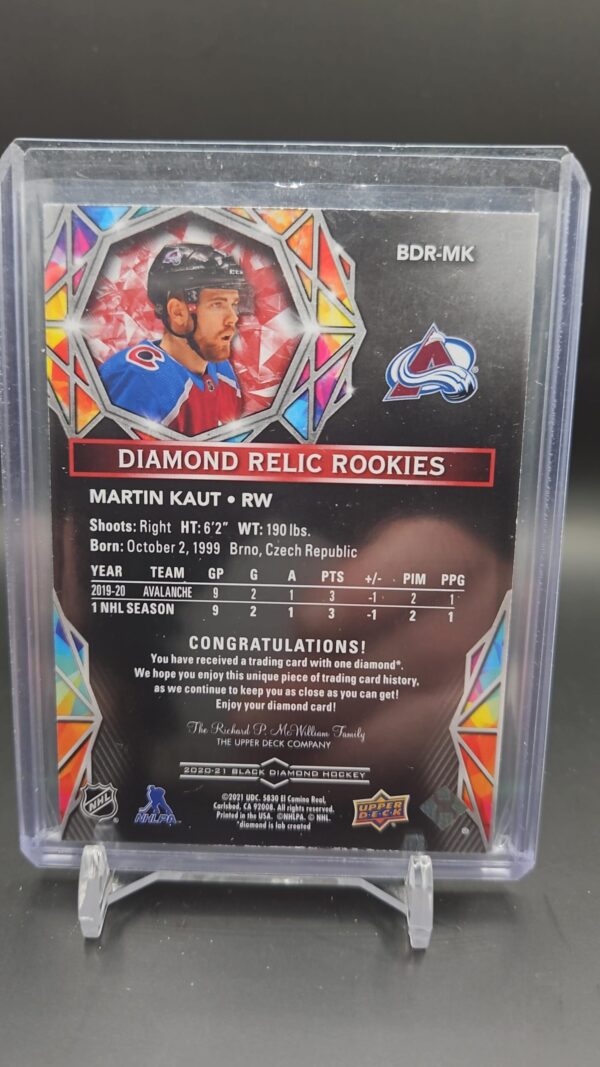 BDR-MK
DIAMOND RELIC ROOKIES
MARTIN KAUT • RW
Shoots: Right HT: 6'2" WT: 190 lbs.
Born: October 2, 1999 Brno, Czech Republic
YEAR TEAM GP G A PTS +/- PIM PPG
2019-20 AVALANCHE 9 2 1 3 -1 2 1
1 NHL SEASON 9 2 1 3 -1 2 1
CONGRATULATIONS!
You have received a trading card with one diamond*.
We hope you enjoy this unique piece of trading card history,
as we continue to keep you as close as you can get!
Enjoy your diamond card!
The Richard P. McWilliam Family
THE UPPER DECK COMPANY
2020-21 BLACK DIAMOND HOCKEY
©2021 UDC. 5830 El Camino Real,
Carlsbad, CA 92008. All rights reserved.
Printed in the USA. ©NHLPA. © NHL.
*diamond is lab created
NHL
NHLPA
UPPER DECK